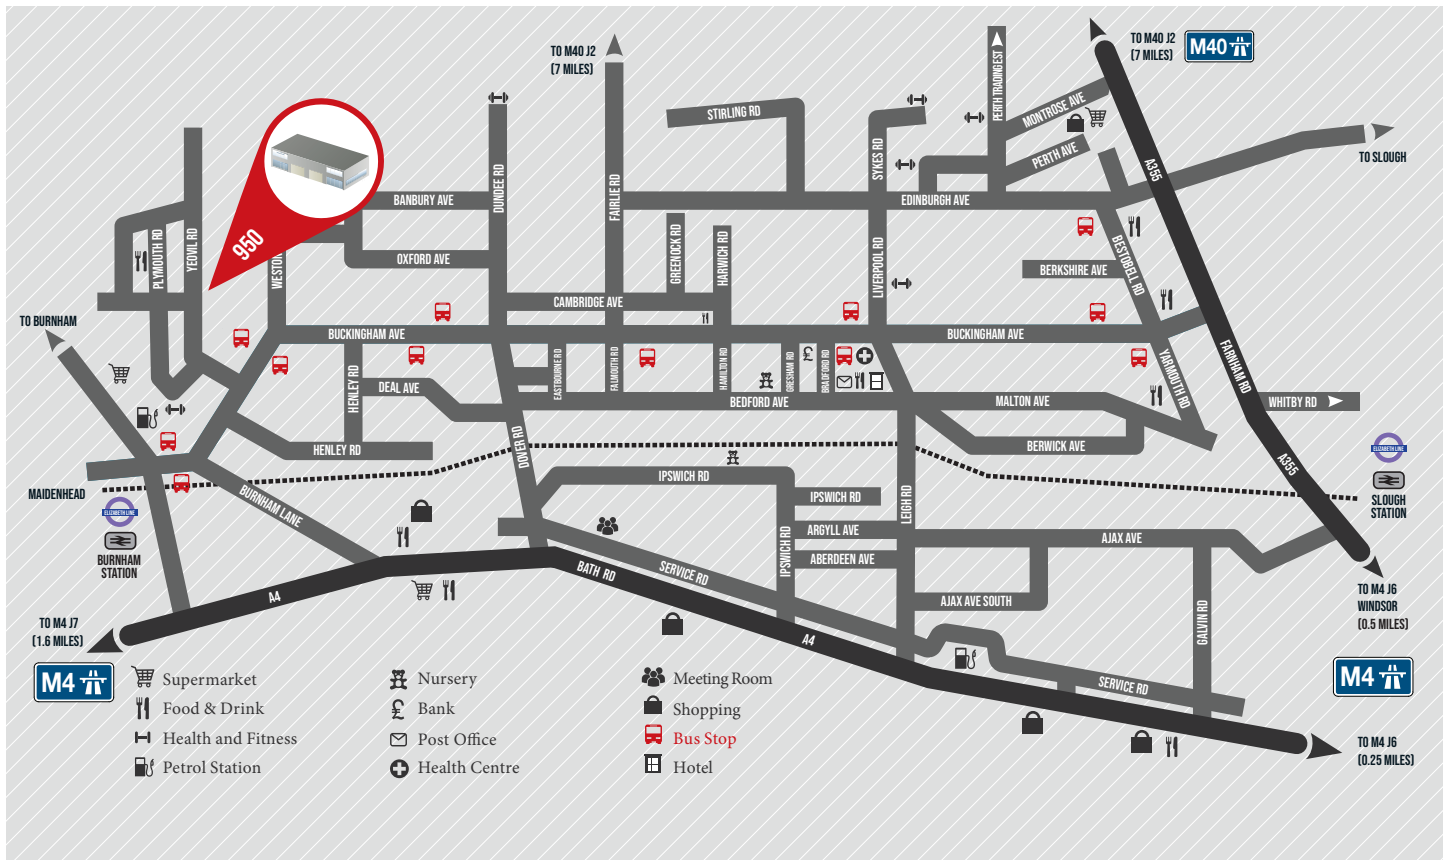 TO M40 J2
(7 MILES)
TO M40 J2
(7 MILES)
M40
PERTH TRADING EST
MONTROSE AVE
STIRLING RD
SYKES RD
PERTH AVE
A355
TO SLOUGH
BANBURY AVE
DUNDEE RD
FAIRLIE RD
EDINBURGH AVE
950
PLYMOUTH RD
YEOVIL RD
WESTON
OXFORD AVE
GREENOCK RD
HARWICH RD
LIVERPOOL RD
BESTOBELL RD
BERKSHIRE AVE
CAMBRIDGE AVE
TO BURNHAM
BUCKINGHAM AVE
BUCKINGHAM AVE
HENLEY RD
DEAL AVE
EASTBOURNE RD
FALMOUTH RD
HAMILTON RD
GRESHAM RD
BRADFORD RD
YARMOUTH RD
FARNHAM RD
BEDFORD AVE
MALTON AVE
WHITBY RD
HENLEY RD
DOVER RD
BERWICK AVE
A355
ELIZABETH LINE
SLOUGH
STATION
MAIDENHEAD
ELIZABETH LINE
BURNHAM
STATION
BURNHAM LANE
IPSWICH RD
IPSWICH RD
LEIGH RD
ARGYLL AVE
IPSWICH RD
ABERDEEN AVE
AJAX AVE
AJAX AVE SOUTH
GALVIN RD
BATH RD
SERVICE RD
A4
A4
SERVICE RD
TO M4 J7
(1.6 MILES)
M4
TO M4 J6
WINDSOR
(0.5 MILES)
M4
TO M4 J6
(0.25 MILES)
Supermarket
Food & Drink
Health and Fitness
Petrol Station
Nursery
Bank
Post Office
Health Centre
Meeting Room
Shopping
Bus Stop
Hotel